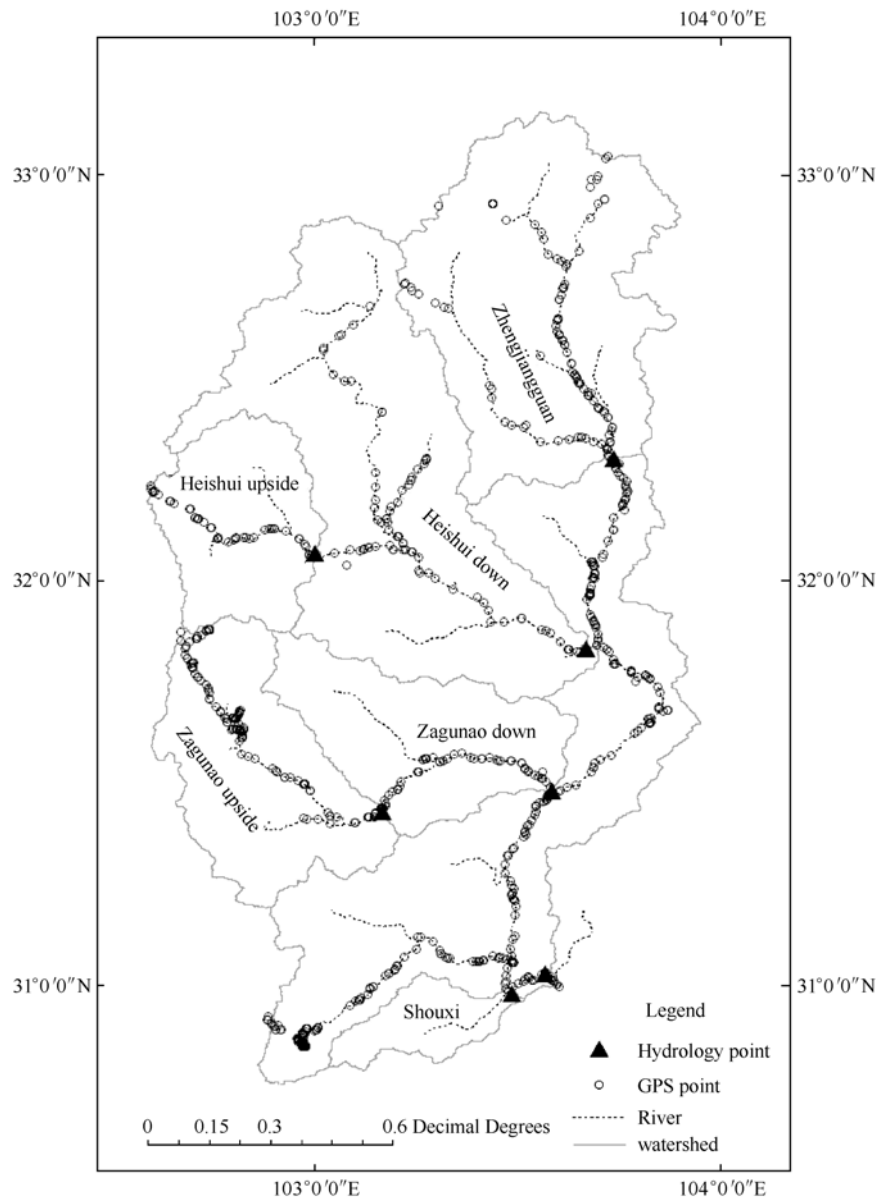 103°0′0″E 104°0′0″E
33°0′0″N 33°0′0″N
Zhengjiangguan
Heishui upside
Heishui down
32°0′0″N 32°0′0″N
Zagunao down
Zagunao upside
31°0′0″N 31°0′0″N
Shouxi
Legend
Hydrology point
GPS point
River
watershed
0 0.15 0.3 0.6 Decimal Degrees
103°0′0″E 104°0′0″E